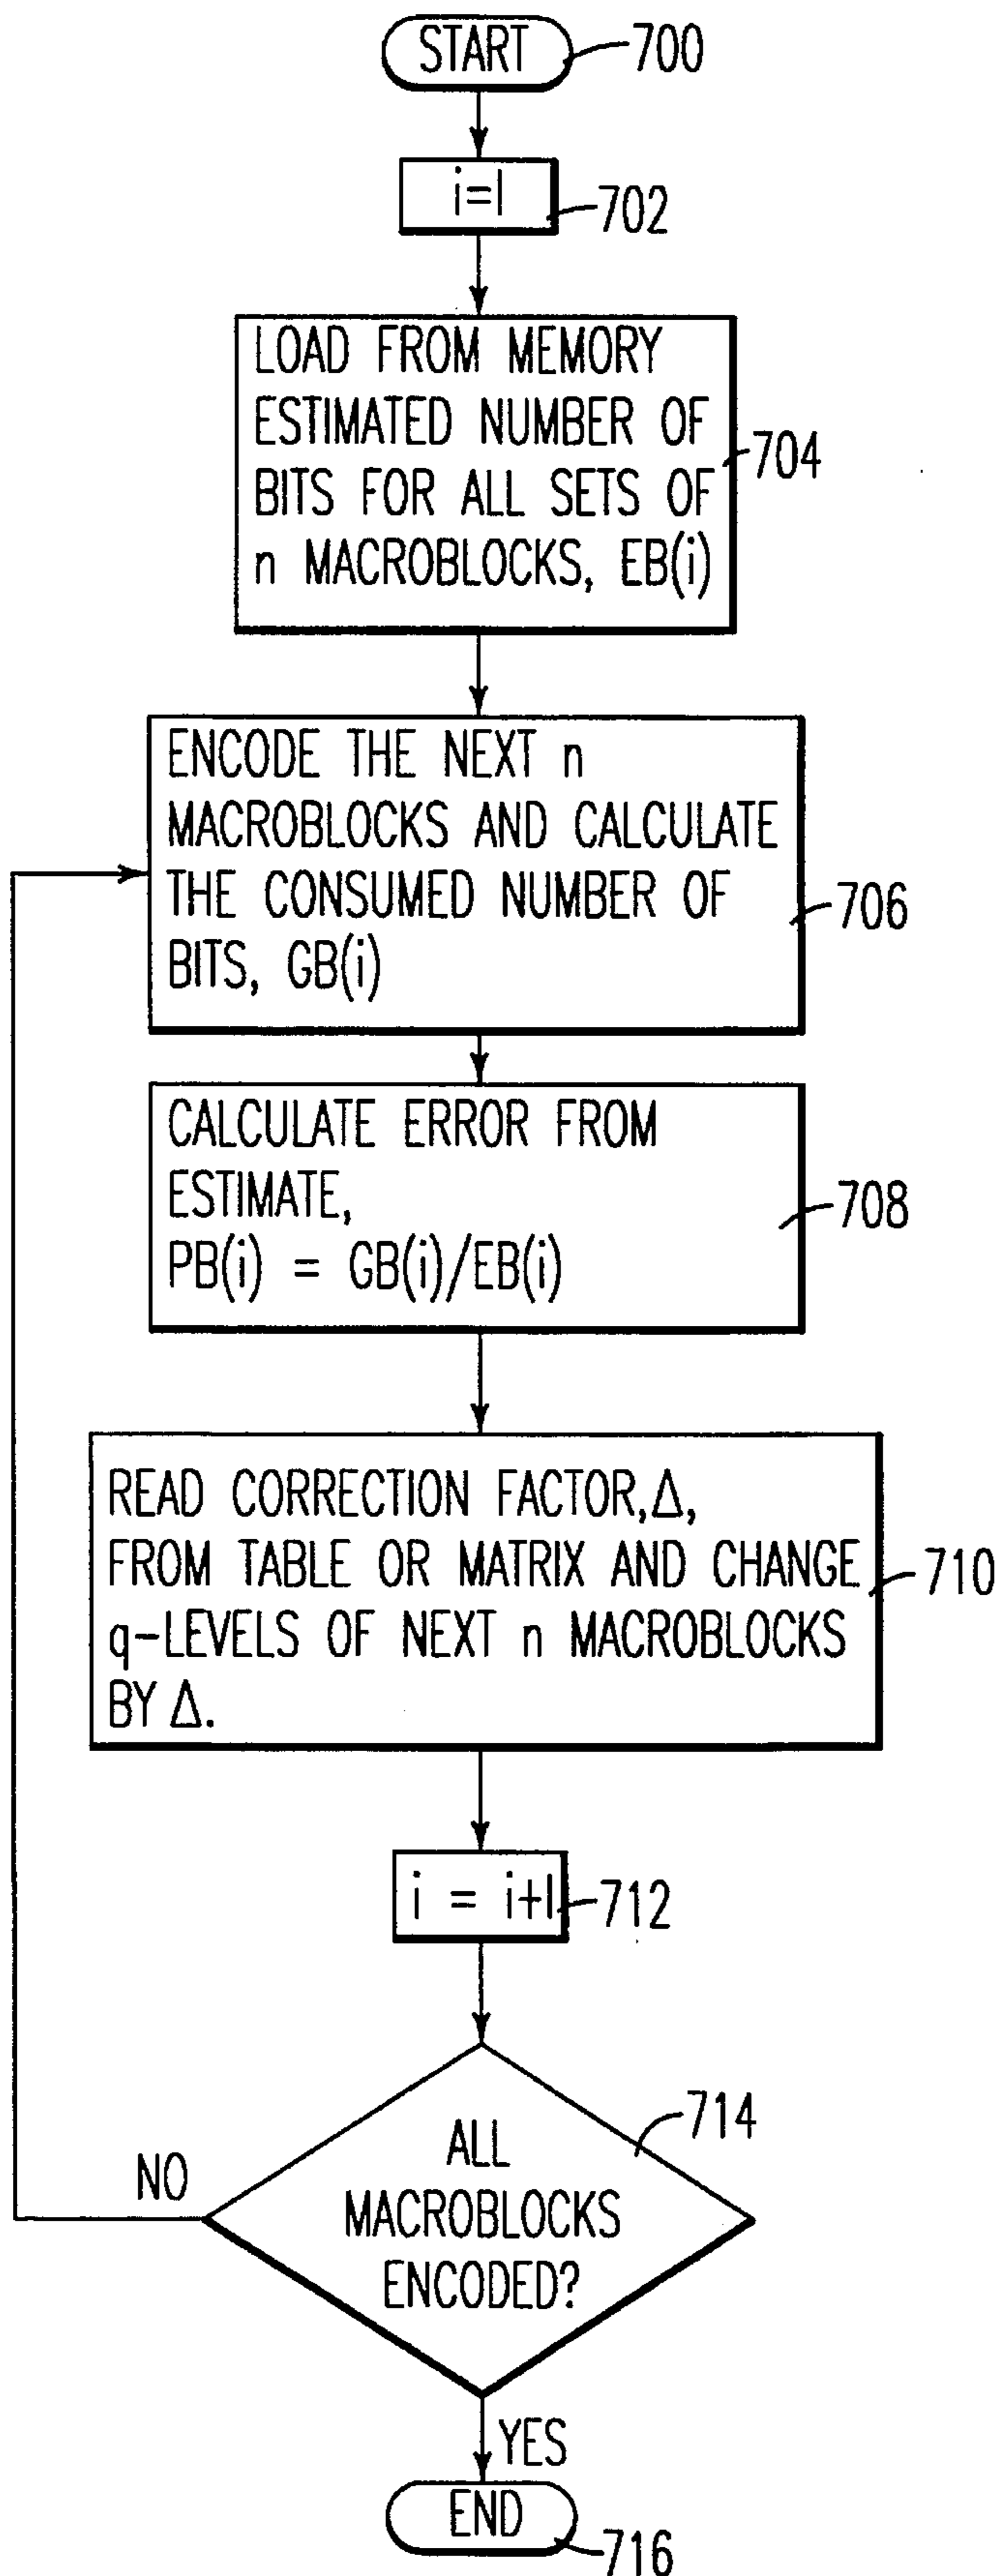 START
700
i=1
702
LOAD FROM MEMORY
ESTIMATED NUMBER OF
BITS FOR ALL SETS OF
n MACROBLOCKS, EB(i)
704
ENCODE THE NEXT n
MACROBLOCKS AND CALCULATE
THE CONSUMED NUMBER OF
BITS, GB(i)
706
CALCULATE ERROR FROM
ESTIMATE,
PB(i) = GB(i)/EB(i)
708
READ CORRECTION FACTOR,Δ,
FROM TABLE OR MATRIX AND CHANGE
q-LEVELS OF NEXT n MACROBLOCKS
BY Δ.
710
i = i+1
712
ALL
MACROBLOCKS
ENCODED?
714
NO
YES
END
716